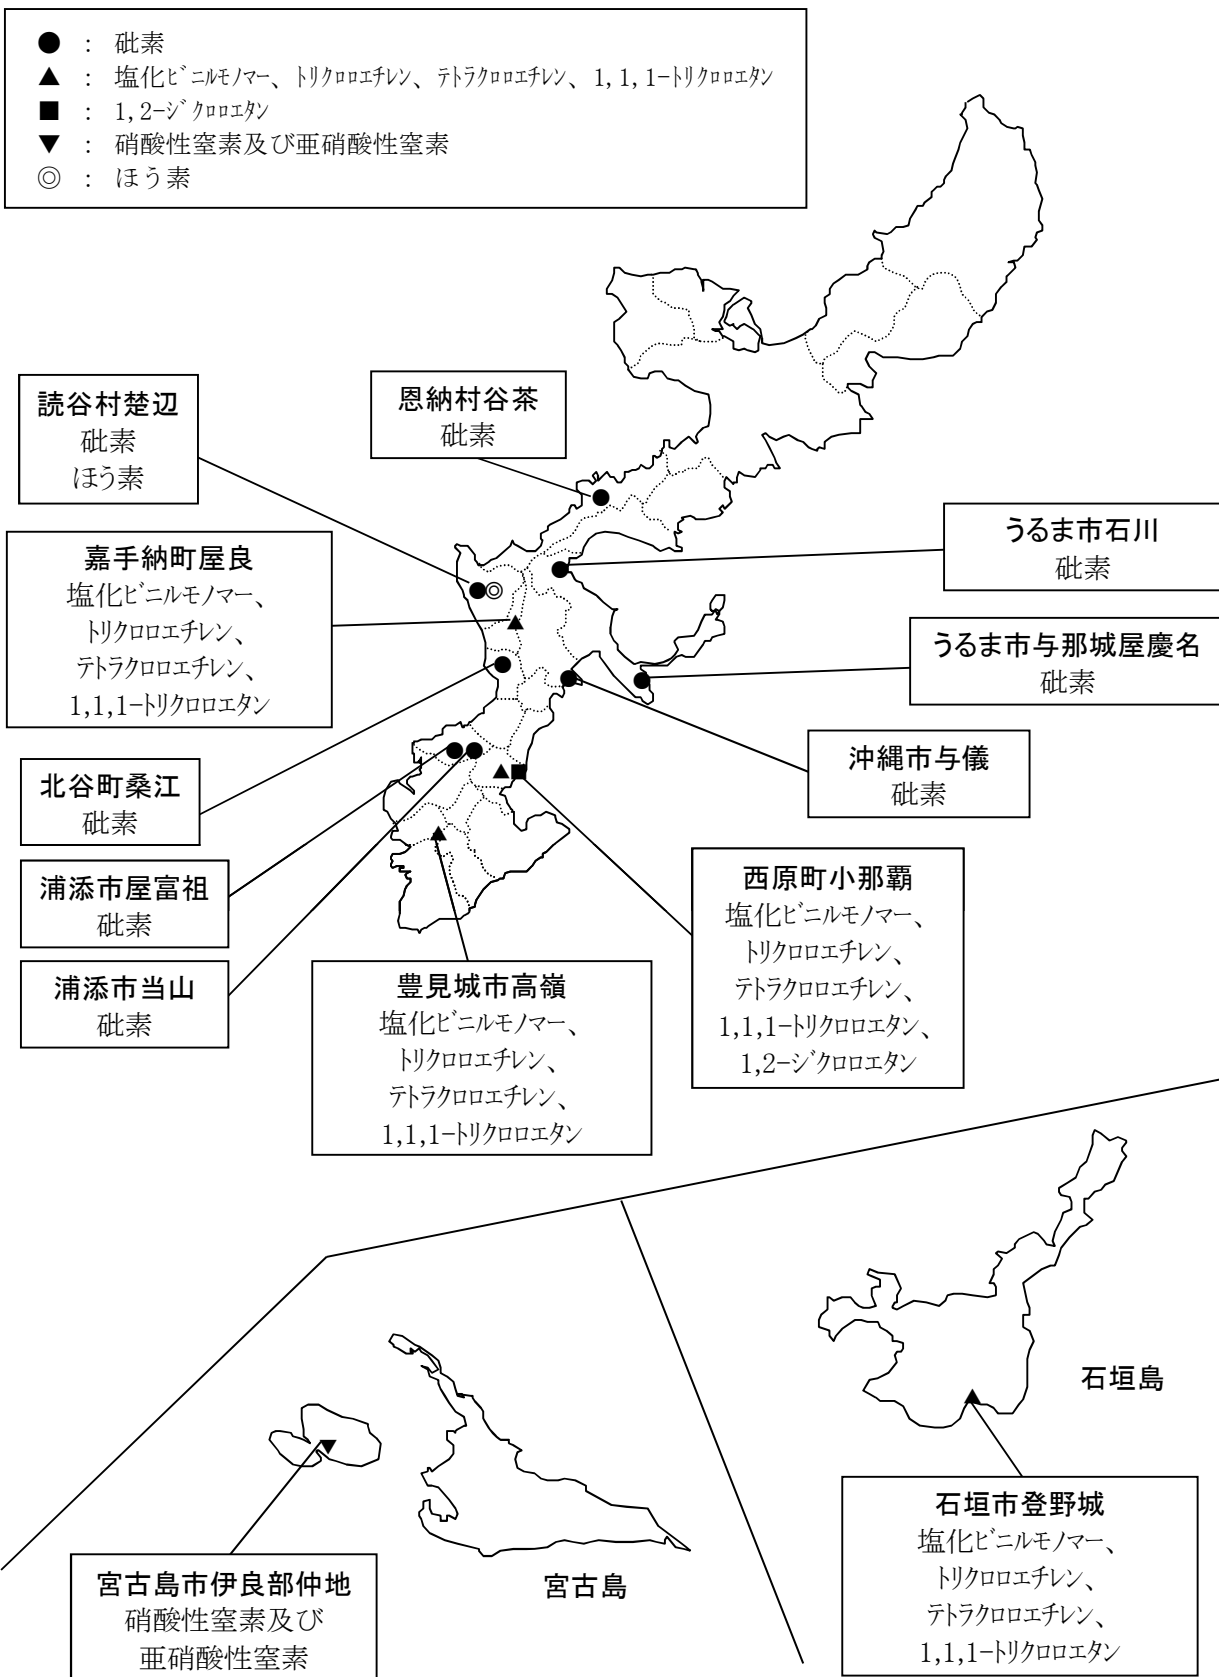 ● : 砒素
▲ : 塩化ビニルモノマー、トリクロロエチレン、テトラクロロエチレン、1,1,1-トリクロロエタン
■ : 1,2-ジクロロエタン
▼ : 硝酸性窒素及び亜硝酸性窒素
◎ : ほう素
読谷村楚辺
砒素
ほう素
恩納村谷茶
砒素
うるま市石川
砒素
嘉手納町屋良
塩化ビニルモノマー、
トリクロロエチレン、
テトラクロロエチレン、
1,1,1-トリクロロエタン
うるま市与那城屋慶名
砒素
沖縄市与儀
砒素
北谷町桑江
砒素
浦添市屋富祖
砒素
西原町小那覇
塩化ビニルモノマー、
トリクロロエチレン、
テトラクロロエチレン、
1,1,1-トリクロロエタン、
1,2-ジクロロエタン
浦添市当山
砒素
豊見城市高嶺
塩化ビニルモノマー、
トリクロロエチレン、
テトラクロロエチレン、
1,1,1-トリクロロエタン
石垣島
石垣市登野城
塩化ビニルモノマー、
トリクロロエチレン、
テトラクロロエチレン、
1,1,1-トリクロロエタン
宮古島
宮古島市伊良部仲地
硝酸性窒素及び
亜硝酸性窒素